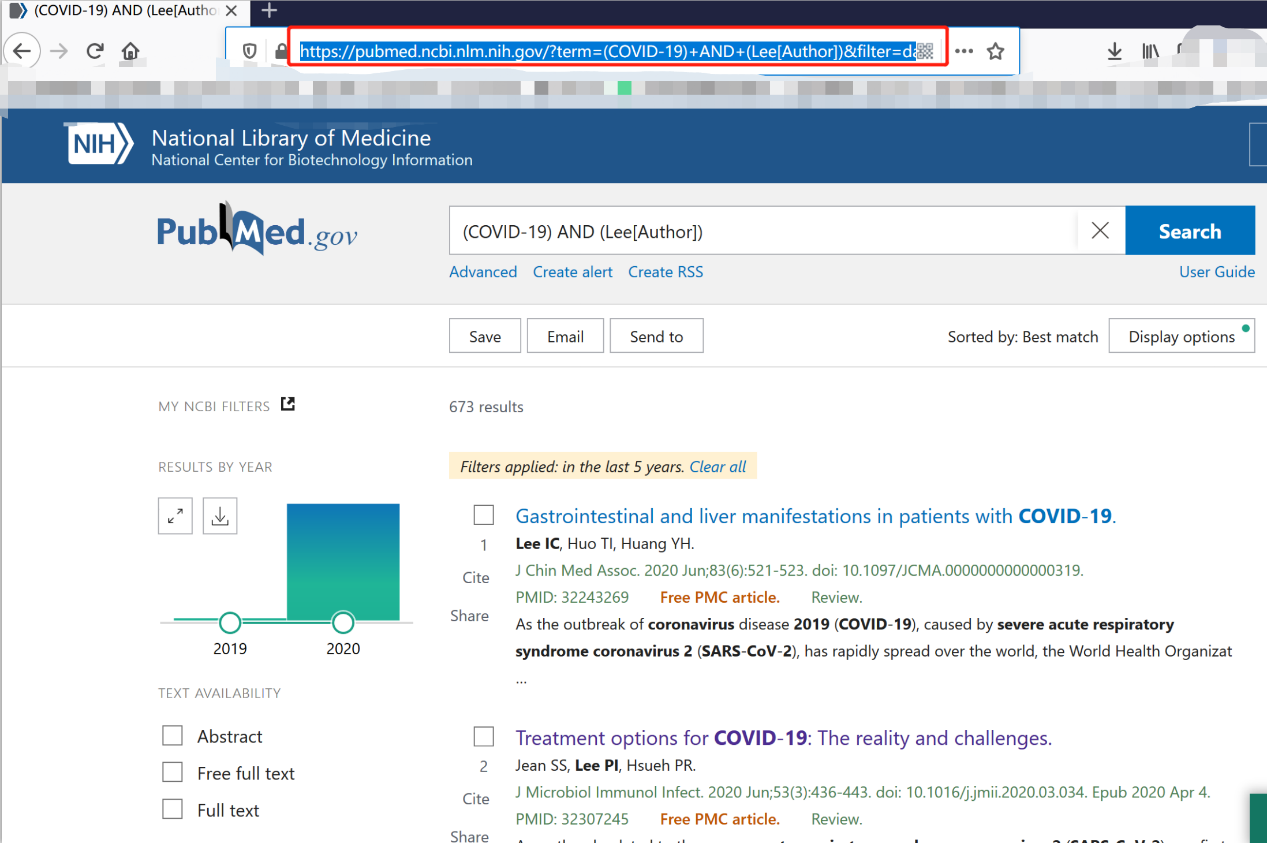 (COVID-19) AND (Lee[Autho
https://pubmed.ncbi.nlm.nih.gov/?term=(COVID-19)+AND+(Lee[Author])&filter=da
NIH
National Library of Medicine
National Center for Biotechnology Information
PubMed.gov
(COVID-19) AND (Lee[Author])
Search
Advanced Create alert Create RSS User Guide
Save Email Send to Sorted by: Best match Display options
MY NCBI FILTERS
673 results
RESULTS BY YEAR
Filters applied: in the last 5 years. Clear all
Gastrointestinal and liver manifestations in patients with COVID-19.
1
Lee IC, Huo TI, Huang YH.
Cite
J Chin Med Assoc. 2020 Jun;83(6):521-523. doi: 10.1097/JCMA.0000000000000319.
PMID: 32243269 Free PMC article. Review.
Share
As the outbreak of coronavirus disease 2019 (COVID-19), caused by severe acute respiratory
syndrome coronavirus 2 (SARS-CoV-2), has rapidly spread over the world, the World Health Organizat
...
2019 2020
TEXT AVAILABILITY
Abstract
Free full text
Full text
Treatment options for COVID-19: The reality and challenges.
2
Jean SS, Lee PI, Hsueh PR.
Cite
J Microbiol Immunol Infect. 2020 Jun;53(3):436-443. doi: 10.1016/j.jmii.2020.03.034. Epub 2020 Apr 4.
PMID: 32307245 Free PMC article. Review.
Share